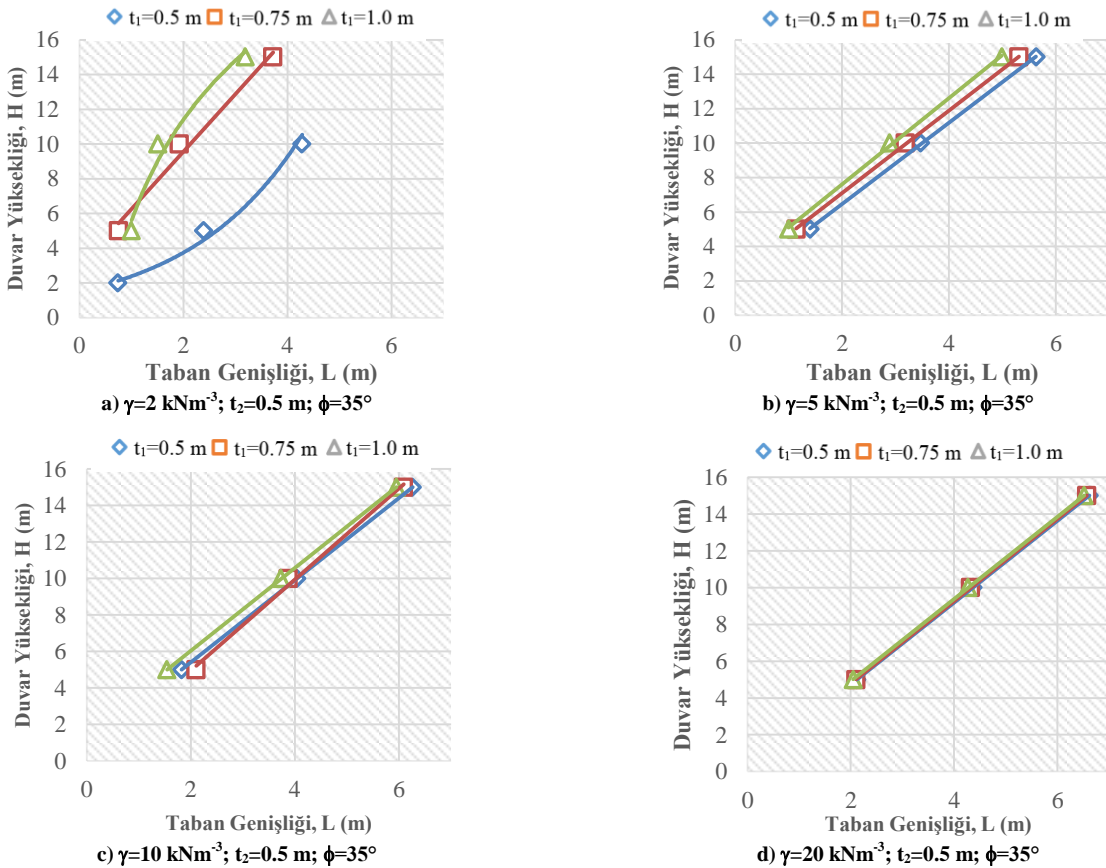 t₁=0.5 m t₁=0.75 m t₁=1.0 m
16
14
12
10
8
6
4
2
0
Duvar Yüksekliği, H (m)
0 2 4 6
Taban Genişliği, L (m)
a) γ=2 kNm⁻³; t₂=0.5 m; ϕ=35°
t₁=0.5 m t₁=0.75 m t₁=1.0 m
16
14
12
10
8
6
4
2
0
Duvar Yüksekliği, H (m)
0 2 4 6
Taban Genişliği, L (m)
b) γ=5 kNm⁻³; t₂=0.5 m; ϕ=35°
t₁=0.5 m t₁=0.75 m t₁=1.0 m
16
14
12
10
8
6
4
2
0
Duvar Yüksekliği, H (m)
0 2 4 6
Taban Genişliği, L (m)
c) γ=10 kNm⁻³; t₂=0.5 m; ϕ=35°
t₁=0.5 m t₁=0.75 m t₁=1.0 m
16
14
12
10
8
6
4
2
0
Duvar Yüksekliği, H (m)
0 2 4 6
Taban Genişliği, L (m)
d) γ=20 kNm⁻³; t₂=0.5 m; ϕ=35°